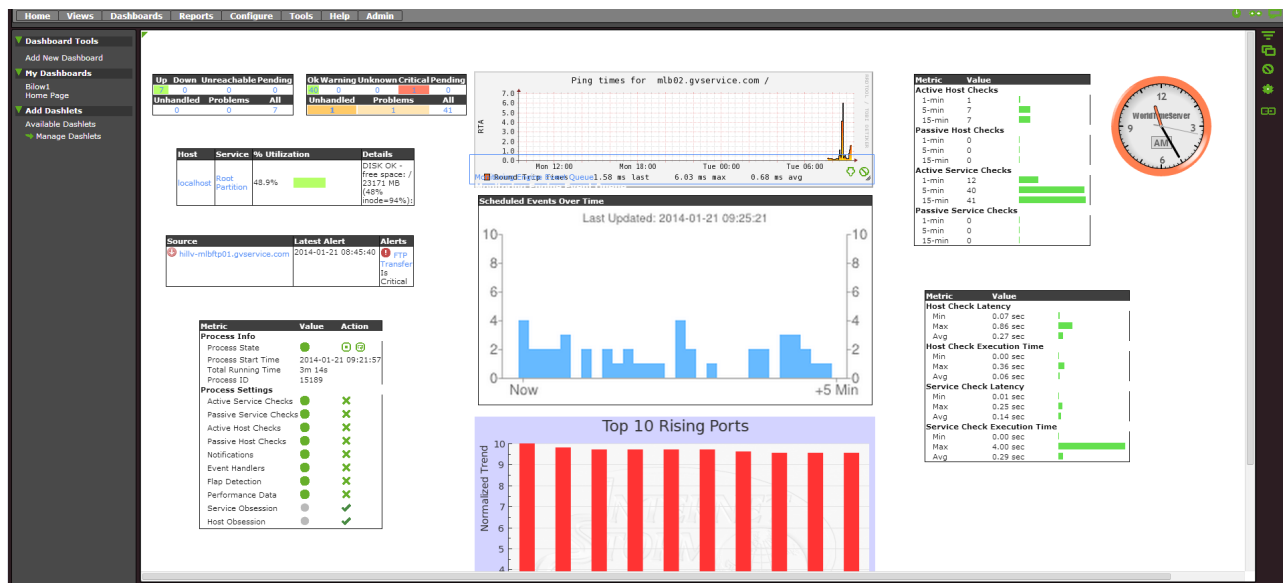 Home Views Dashboards Reports Configure Tools Help Admin
Dashboard Tools
Add New Dashboard
My Dashboards
Bilow1
Home Page
Add Dashlets
Available Dashlets
Manage Dashlets
Up Down Unreachable Pending
7 0 0 0
Unhandled Problems All
0 0 7
Ok Warning Unknown Critical Pending
40 0 0 1 0
Unhandled Problems All
1 1 41
Host Service % Utilization Details
localhost Root Partition 48.9% DISK OK -
free space: /
23171 MB
(48%
inode=94%):
Source Latest Alert Alerts
hillv-mlbftp01.gvservice.com 2014-01-21 08:45:40 FTP
Transfer
Is
Critical
Metric Value Action
Process Info
Process State
Process Start Time 2014-01-21 09:21:57
Total Running Time 3m 14s
Process ID 15189
Process Settings
Active Service Checks
Passive Service Checks
Active Host Checks
Passive Host Checks
Notifications
Event Handlers
Flap Detection
Performance Data
Service Obsession
Host Obsession
Ping times for mlb02.gvservice.com /
RTA
7.0
6.0
5.0
4.0
3.0
2.0
1.0
0.0
Mon 12:00 Mon 18:00 Tue 00:00 Tue 06:00
Round Trip Times 1.58 ms last 6.03 ms max 0.68 ms avg
Scheduled Events Over Time
Last Updated: 2014-01-21 09:25:21
10 10
8 8
6 6
4 4
2 2
0 0
Now +5 Min
Top 10 Rising Ports
Normalized Trend
10
9
8
7
6
5
4
Metric Value
Active Host Checks
1-min 1
5-min 7
15-min 7
Passive Host Checks
1-min 0
5-min 0
15-min 0
Active Service Checks
1-min 12
5-min 40
15-min 41
Passive Service Checks
1-min 0
5-min 0
15-min 0
12
WorldTimeServer
9 3
AM
6
Metric Value
Host Check Latency
Min 0.07 sec
Max 0.86 sec
Avg 0.27 sec
Host Check Execution Time
Min 0.00 sec
Max 0.36 sec
Avg 0.06 sec
Service Check Latency
Min 0.01 sec
Max 0.25 sec
Avg 0.14 sec
Service Check Execution Time
Min 0.00 sec
Max 4.00 sec
Avg 0.29 sec